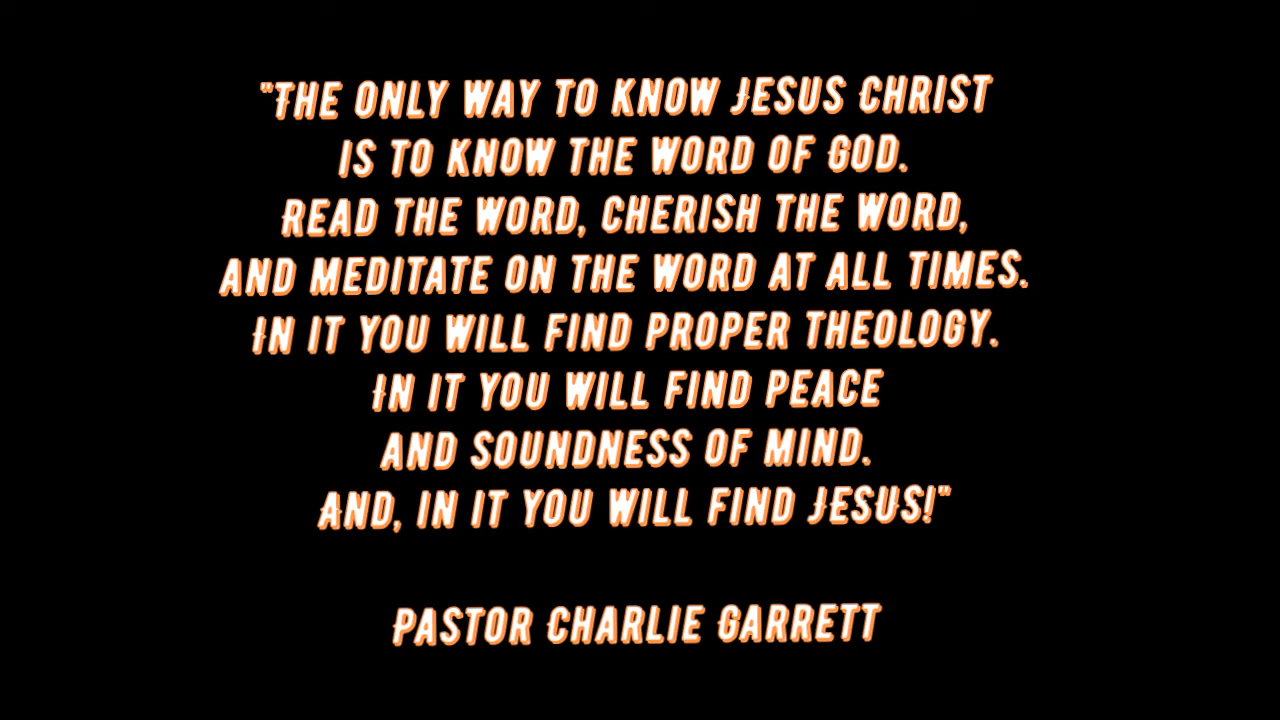 "The only way to know Jesus Christ
is to know the word of God.
Read the word, cherish the word,
and meditate on the word at all times.
In it you will find proper theology.
In it you will find peace
and soundness of mind.
And, in it you will find Jesus!"
Pastor Charlie Garrett